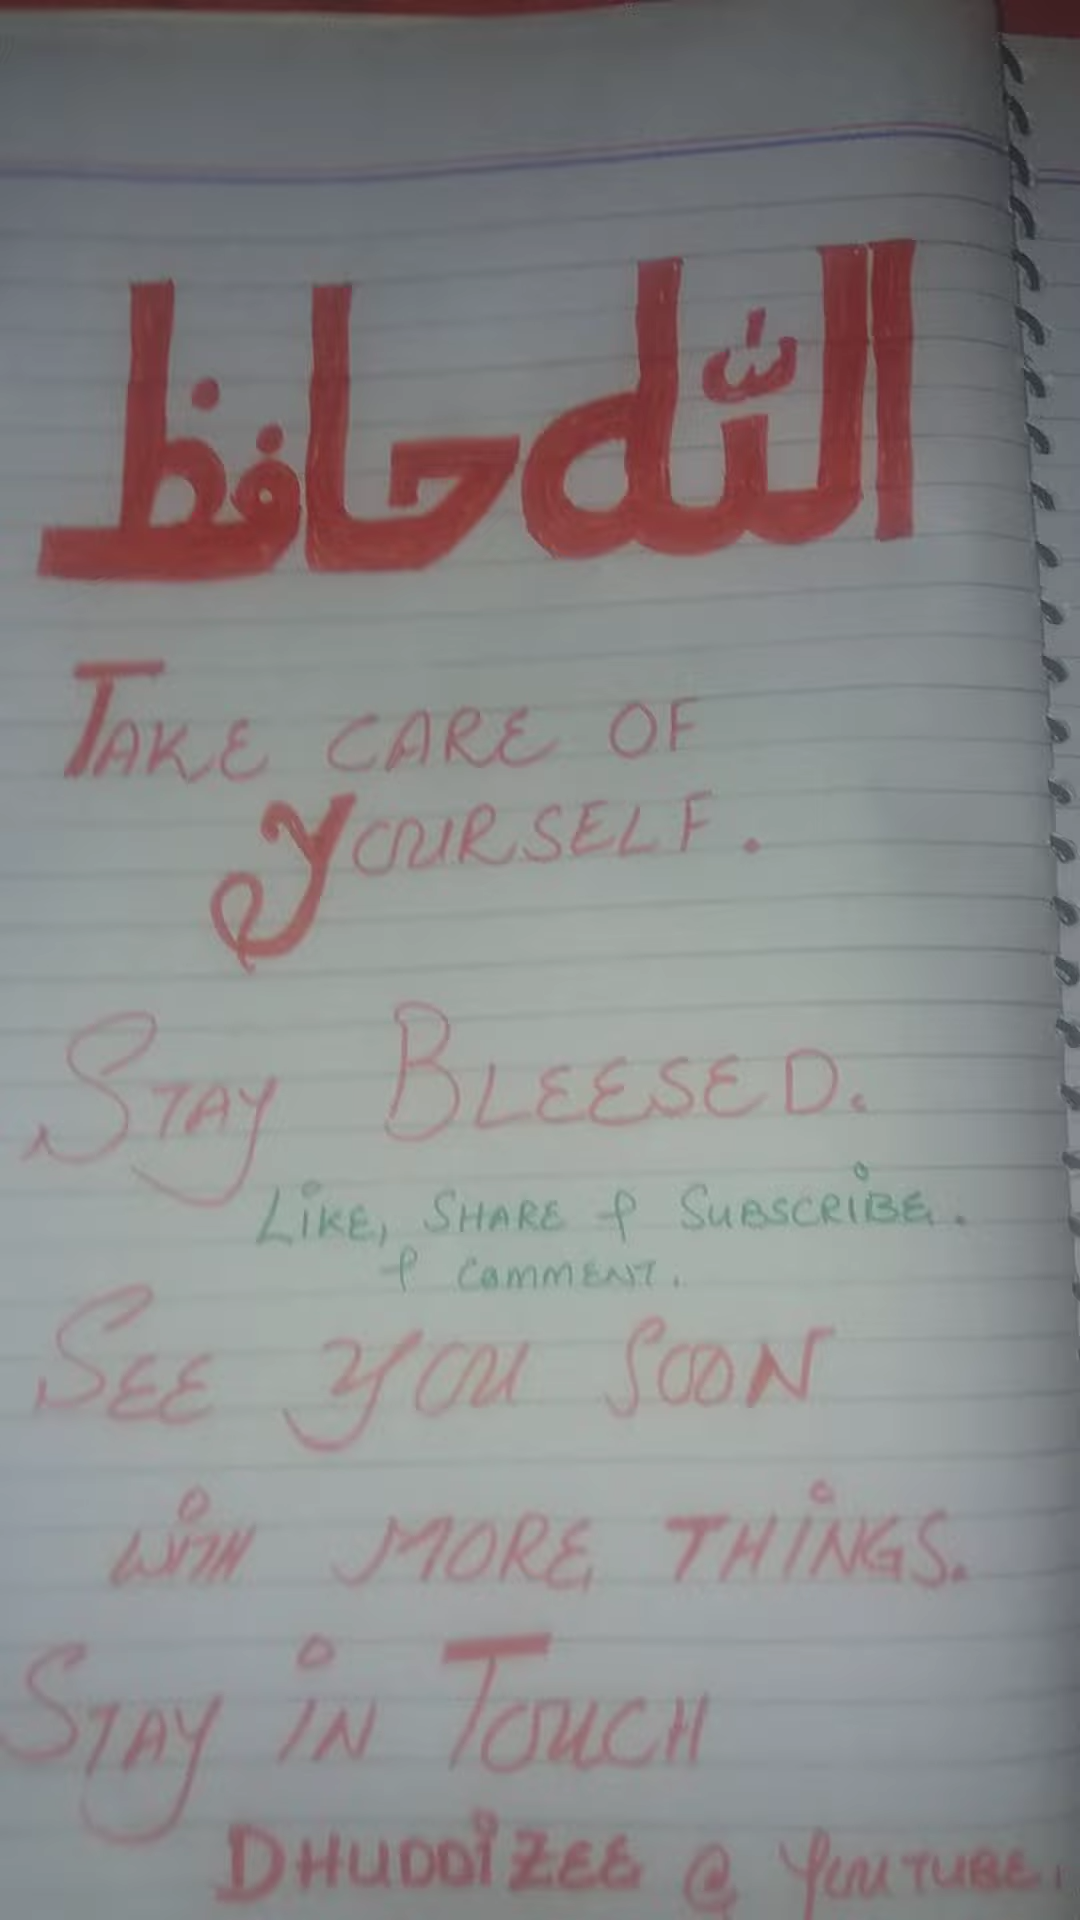 اللہ حافظ
TAKE CARE OF
YOURSELF.
STAY BLEESED.
LIKE, SHARE & SUBSCRIBE.
& COMMENT.
SEE YOU SOON
WITH MORE THINGS.
STAY IN TOUCH
DHUDDIZEE @ YOUTUBE.